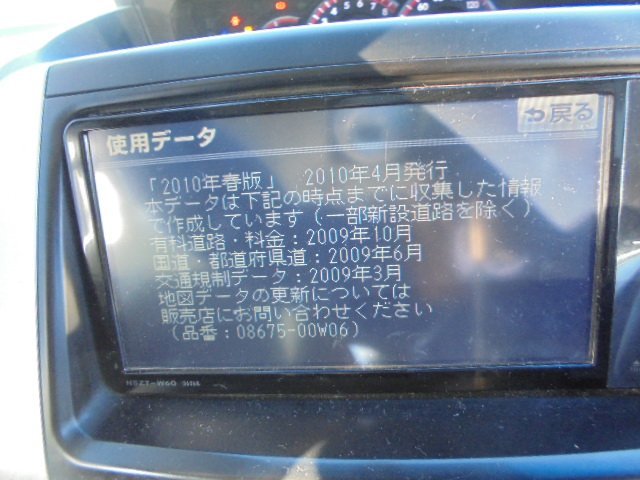 使用データ
戻る
「2010年春版」 2010年4月発行
本データは下記の時点までに収集した情報
で作成しています（一部新設道路を除く）
有料道路・料金：2009年10月
国道・都道府県道：2009年6月
交通規制データ：2009年3月
地図データの更新については
販売店にお問い合わせください
（品番：08675-00W06）
NSZT-W60